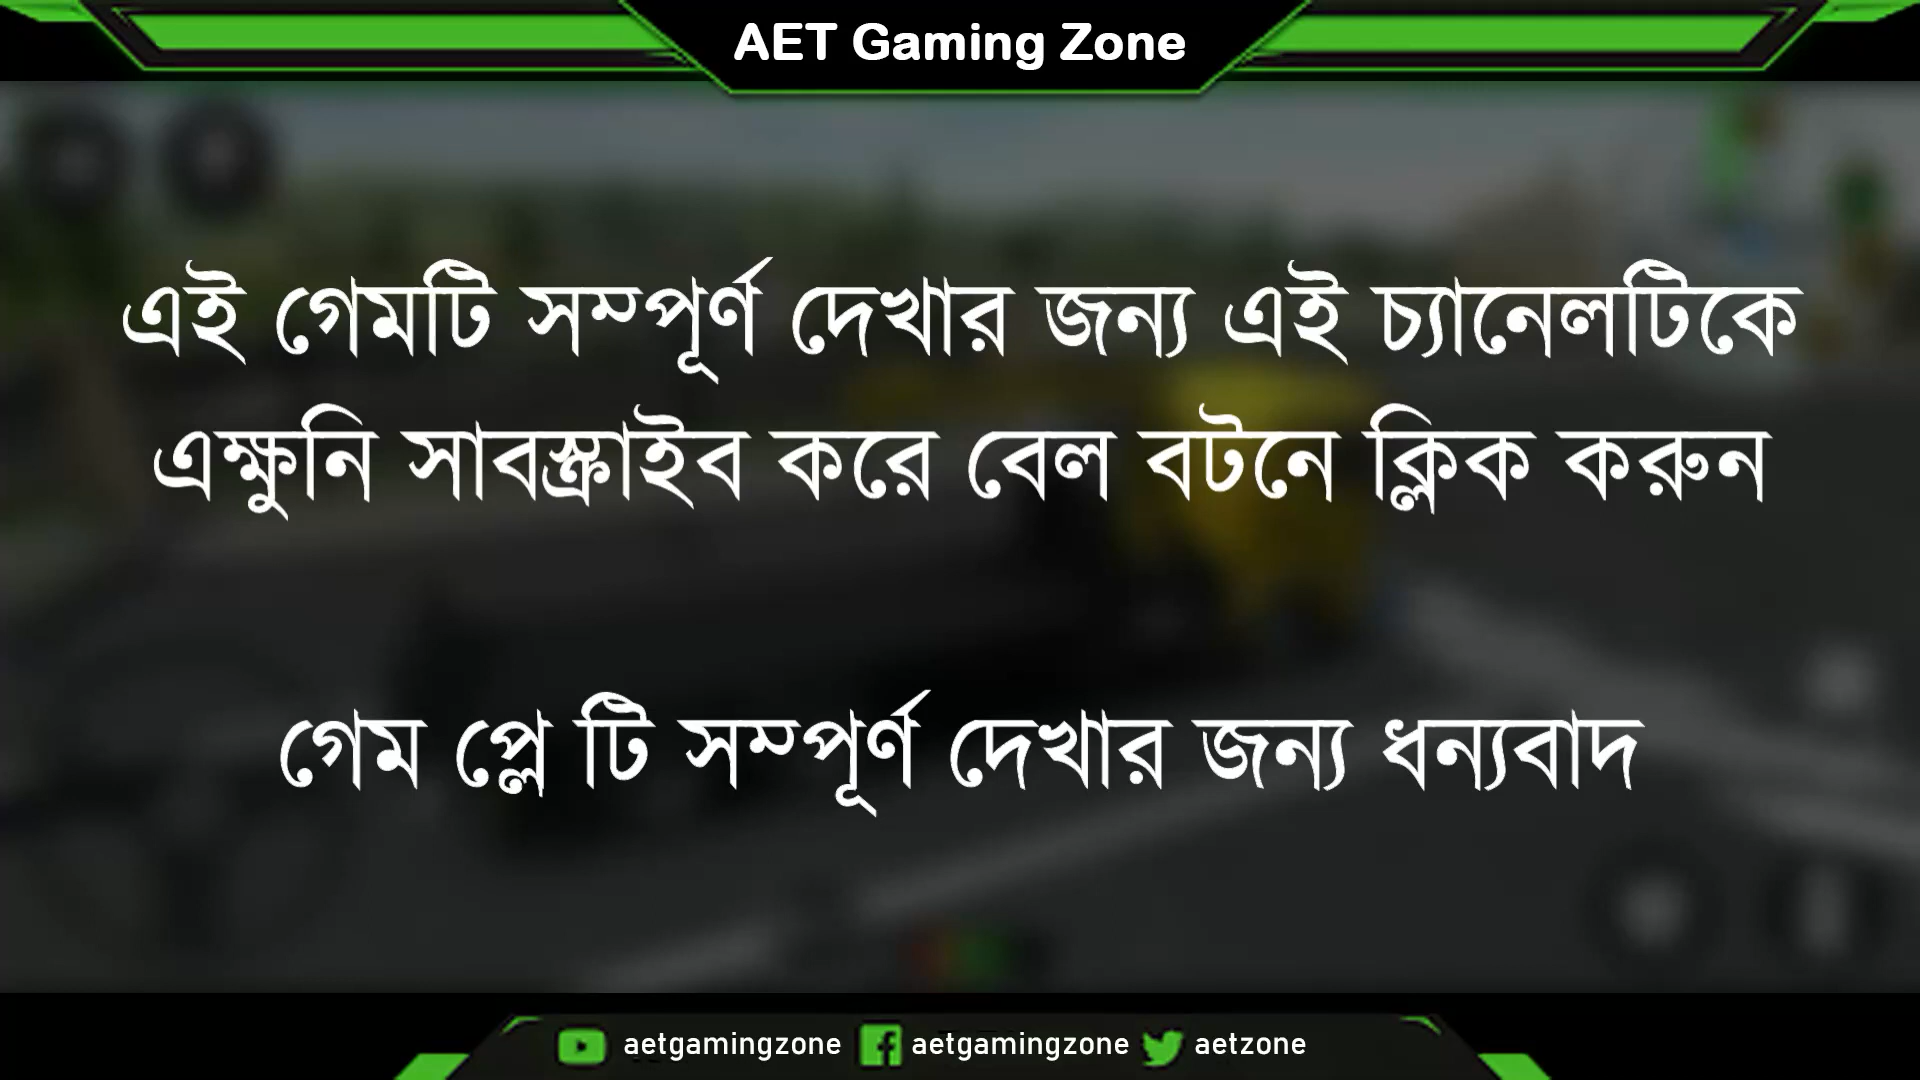 AET Gaming Zone
এই গেমটি সম্পূর্ণ দেখার জন্য এই চ্যানেলটিকে
এক্ষুনি সাবস্ক্রাইব করে বেল বটনে ক্লিক করুন
গেম প্লে টি সম্পূর্ণ দেখার জন্য ধন্যবাদ
aetgamingzone aetgamingzone aetzone